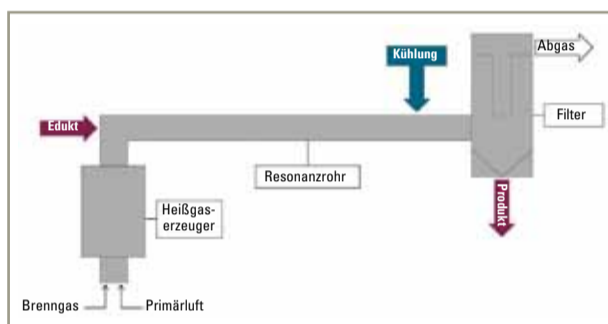 Kühlung
Abgas
Edukt
Filter
Resonanzrohr
Produkt
Heißgas-
erzeuger
Brenngas
Primärluft